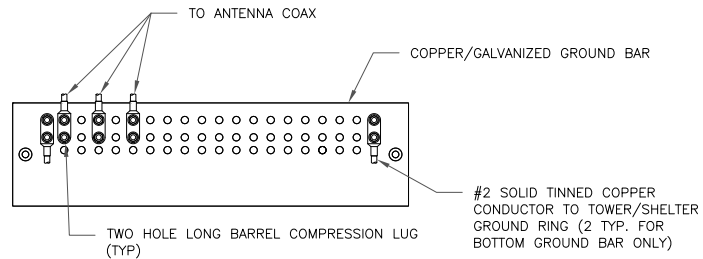 TO ANTENNA COAX
COPPER/GALVANIZED GROUND BAR
#2 SOLID TINNED COPPER
CONDUCTOR TO TOWER/SHELTER
GROUND RING (2 TYP. FOR
BOTTOM GROUND BAR ONLY)
TWO HOLE LONG BARREL COMPRESSION LUG
(TYP)